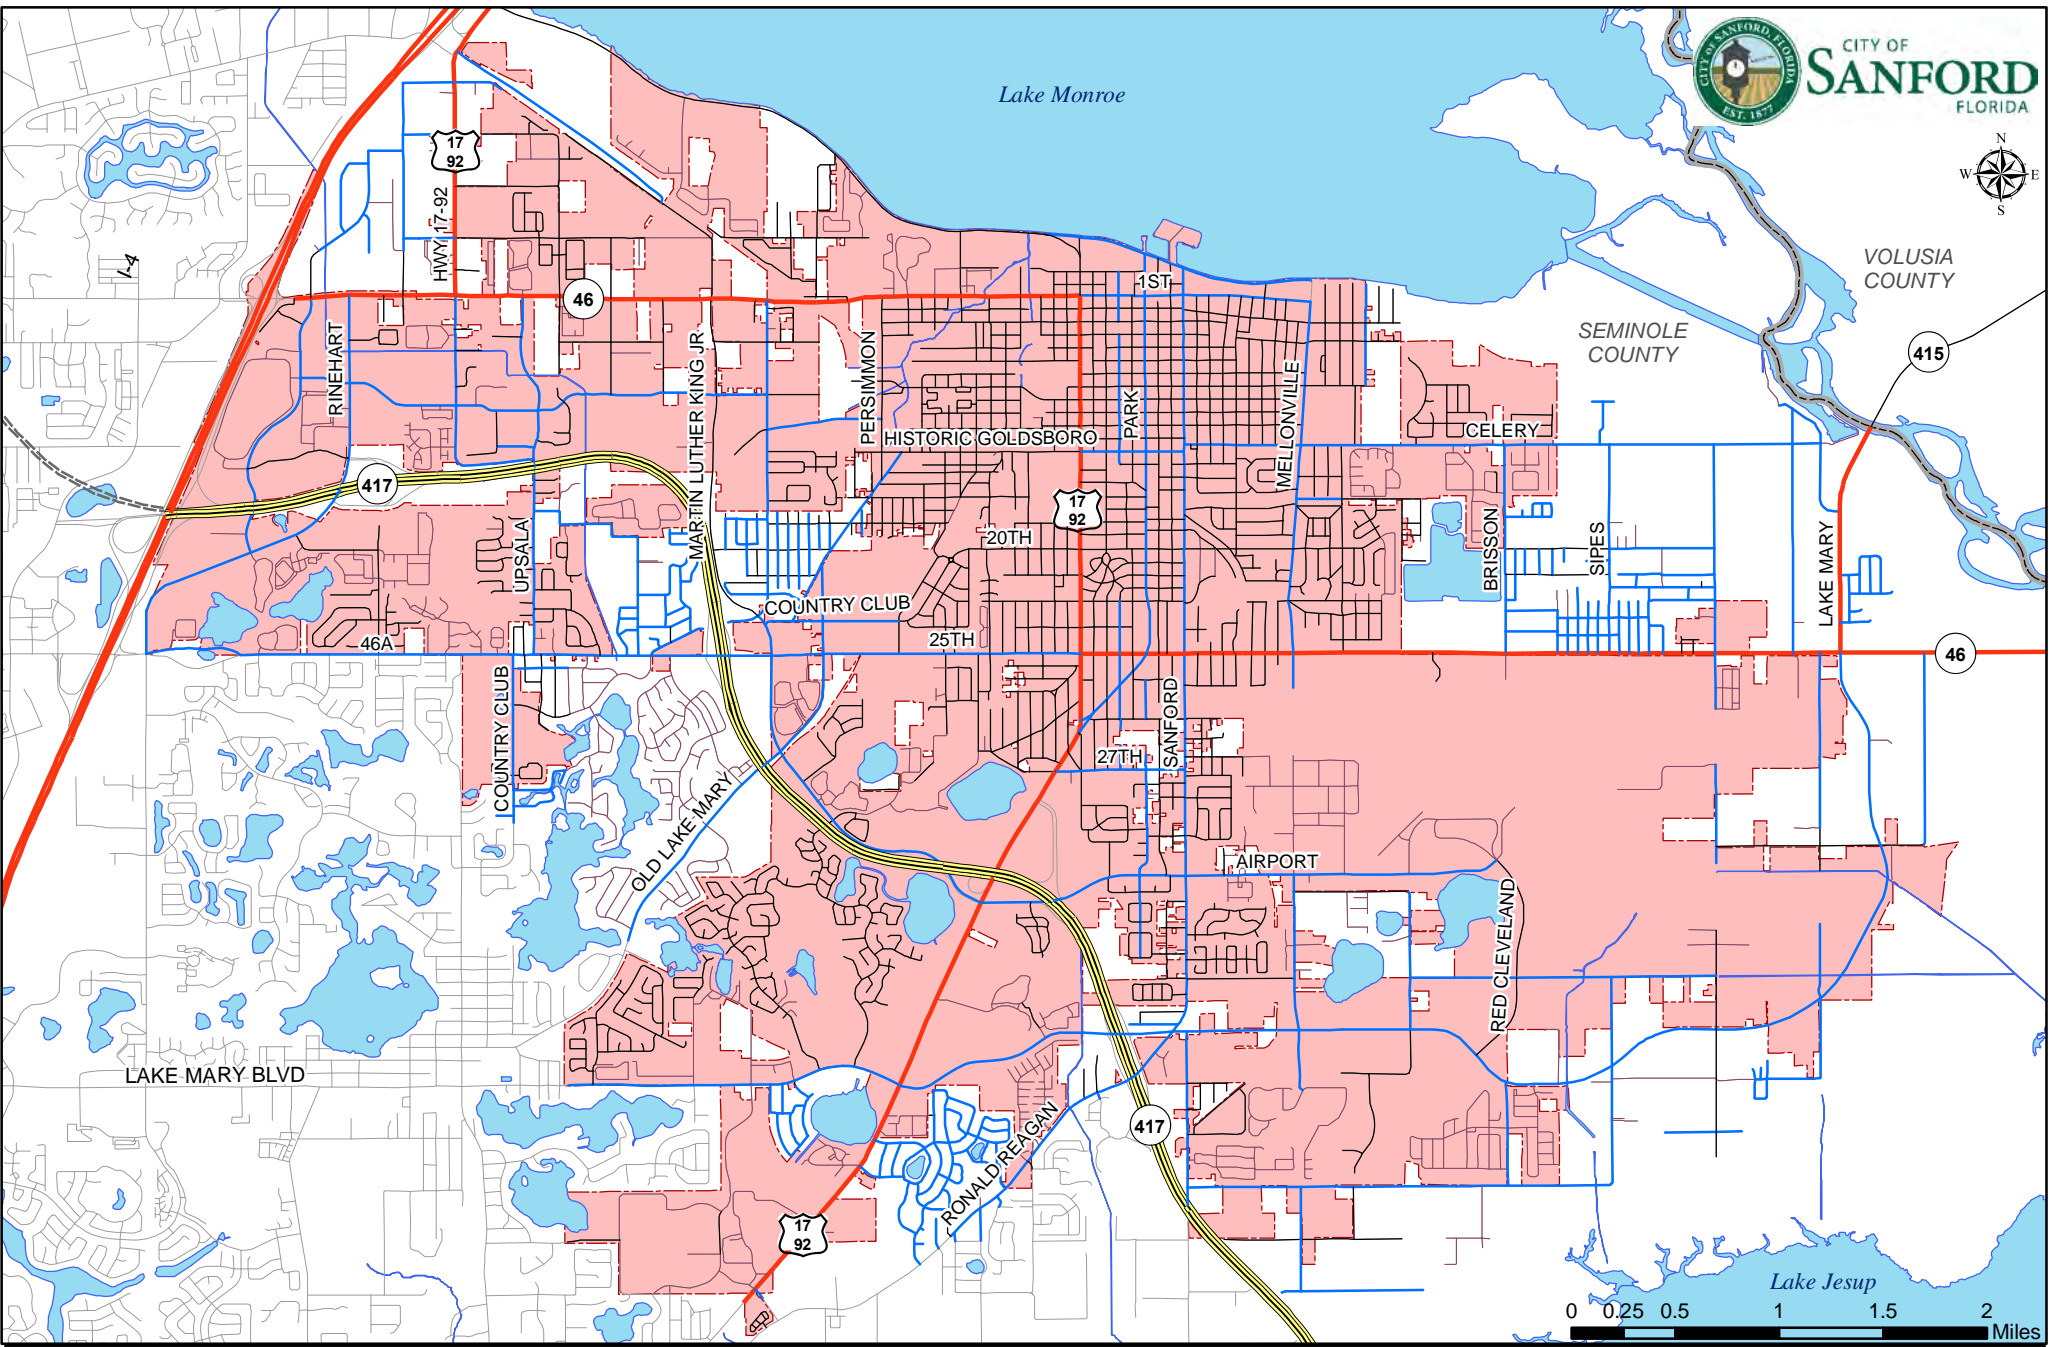 CITY OF SANFORD, FLORIDA
EST. 1877
CITY OF
SANFORD
FLORIDA
N
W
E
S
Lake Monroe
17
92
HWY 17-92
I-4
VOLUSIA
COUNTY
SEMINOLE
COUNTY
1ST
46
415
RINEHART
MARTIN LUTHER KING JR
PERSIMMON
PARK
MELLONVILLE
HISTORIC GOLDSBORO
CELERY
417
17
92
UPSALA
20TH
BRISSON
SIPES
LAKE MARY
COUNTRY CLUB
46A
25TH
46
COUNTRY CLUB
SANFORD
27TH
OLD LAKE MARY
AIRPORT
RED CLEVELAND
LAKE MARY BLVD
RONALD REAGAN
417
17
92
Lake Jesup
0 0.25 0.5 1 1.5 2
Miles